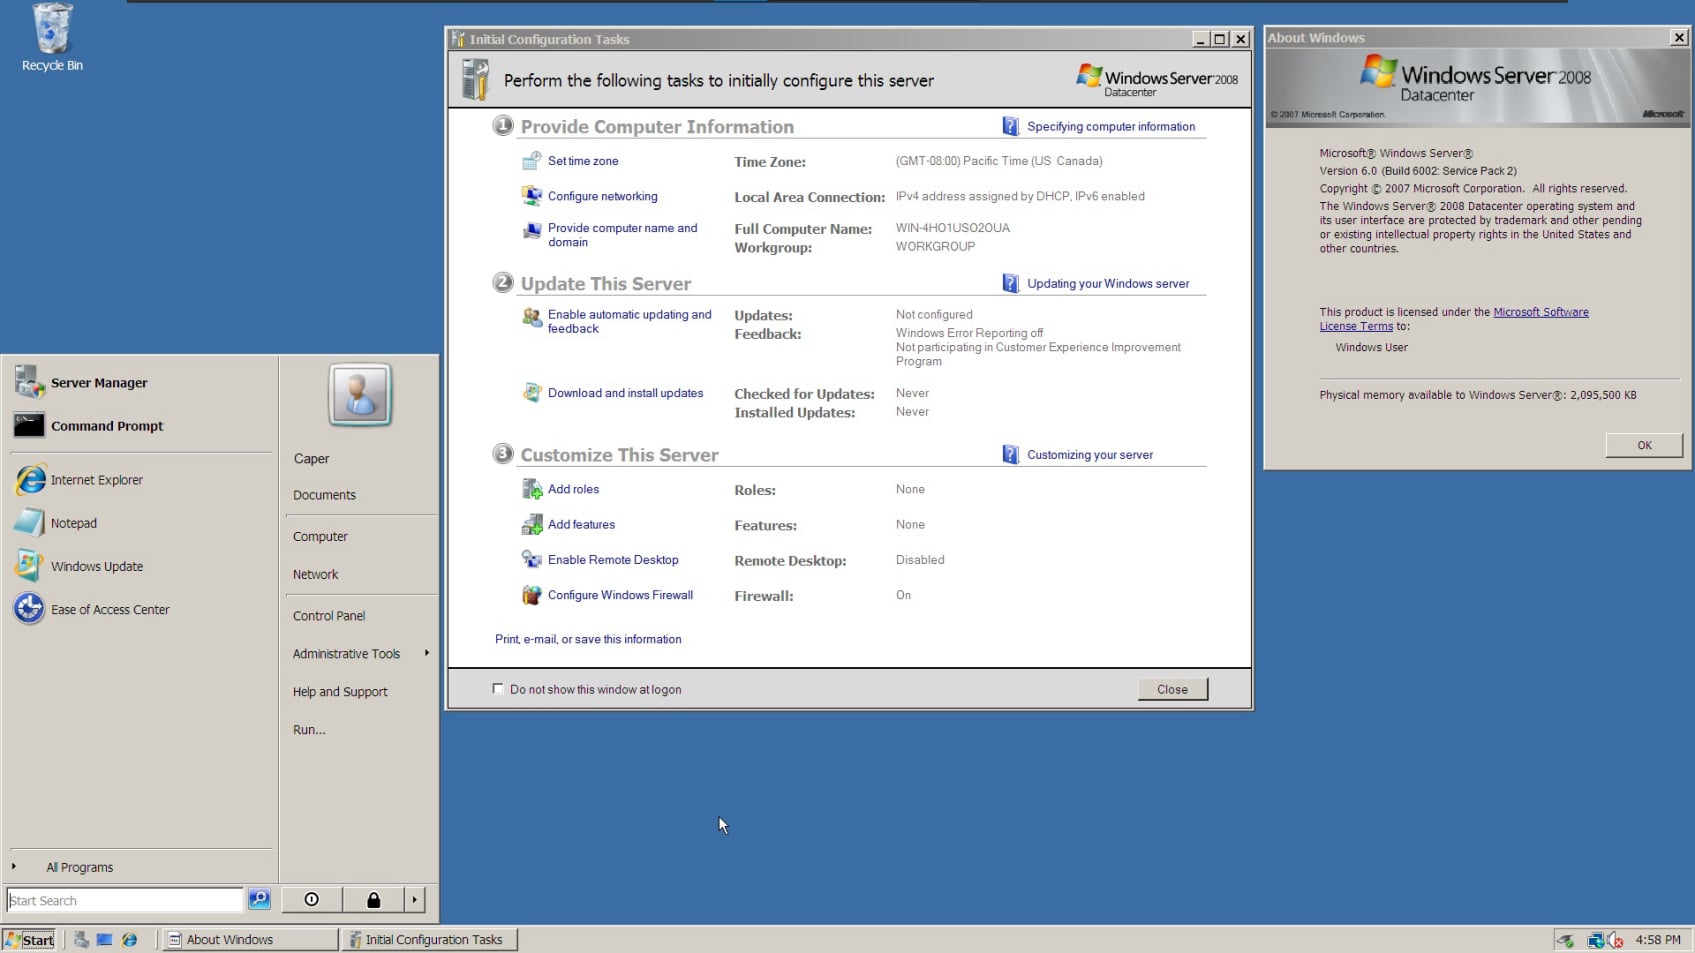 Recycle Bin
Initial Configuration Tasks
Perform the following tasks to initially configure this server
Windows Server 2008
Datacenter
1 Provide Computer Information
Specifying computer information
Set time zone
Time Zone:
(GMT-08:00) Pacific Time (US Canada)
Configure networking
Local Area Connection:
IPv4 address assigned by DHCP, IPv6 enabled
Provide computer name and
domain
Full Computer Name:
WIN-4HO1USO2OUA
Workgroup:
WORKGROUP
2 Update This Server
Updating your Windows server
Enable automatic updating and
feedback
Updates:
Not configured
Feedback:
Windows Error Reporting off
Not participating in Customer Experience Improvement
Program
Download and install updates
Checked for Updates:
Never
Installed Updates:
Never
3 Customize This Server
Customizing your server
Add roles
Roles:
None
Add features
Features:
None
Enable Remote Desktop
Remote Desktop:
Disabled
Configure Windows Firewall
Firewall:
On
Print, e-mail, or save this information
Do not show this window at logon
Close
About Windows
Windows Server 2008
Datacenter
© 2007 Microsoft Corporation.
Microsoft
Microsoft® Windows Server®
Version 6.0 (Build 6002: Service Pack 2)
Copyright © 2007 Microsoft Corporation. All rights reserved.
The Windows Server® 2008 Datacenter operating system and
its user interface are protected by trademark and other pending
or existing intellectual property rights in the United States and
other countries.
This product is licensed under the Microsoft Software
License Terms to:
Windows User
Physical memory available to Windows Server®: 2,095,500 KB
OK
Server Manager
Command Prompt
Internet Explorer
Notepad
Windows Update
Ease of Access Center
All Programs
Start Search
Caper
Documents
Computer
Network
Control Panel
Administrative Tools
Help and Support
Run...
Start
About Windows
Initial Configuration Tasks
4:58 PM